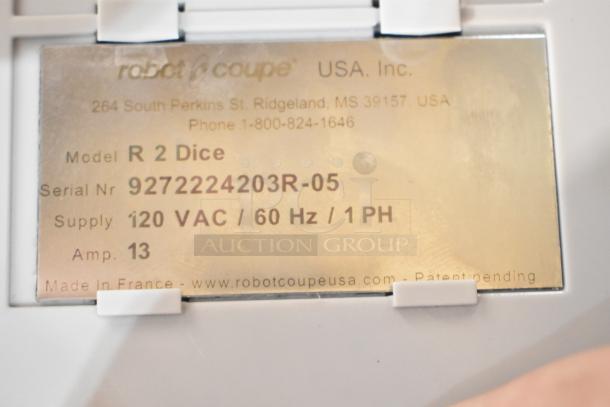 robot coupe® USA, Inc.
264 South Perkins St. Ridgeland, MS 39157, USA
Phone 1-800-824-1646
Model R 2 Dice
Serial Nr 9272224203R-05
Supply 120 VAC / 60 Hz / 1 PH
Amp. 13
Made in France - www.robotcoupeusa.com - Patent pending
PCI
AUCTION GROUP